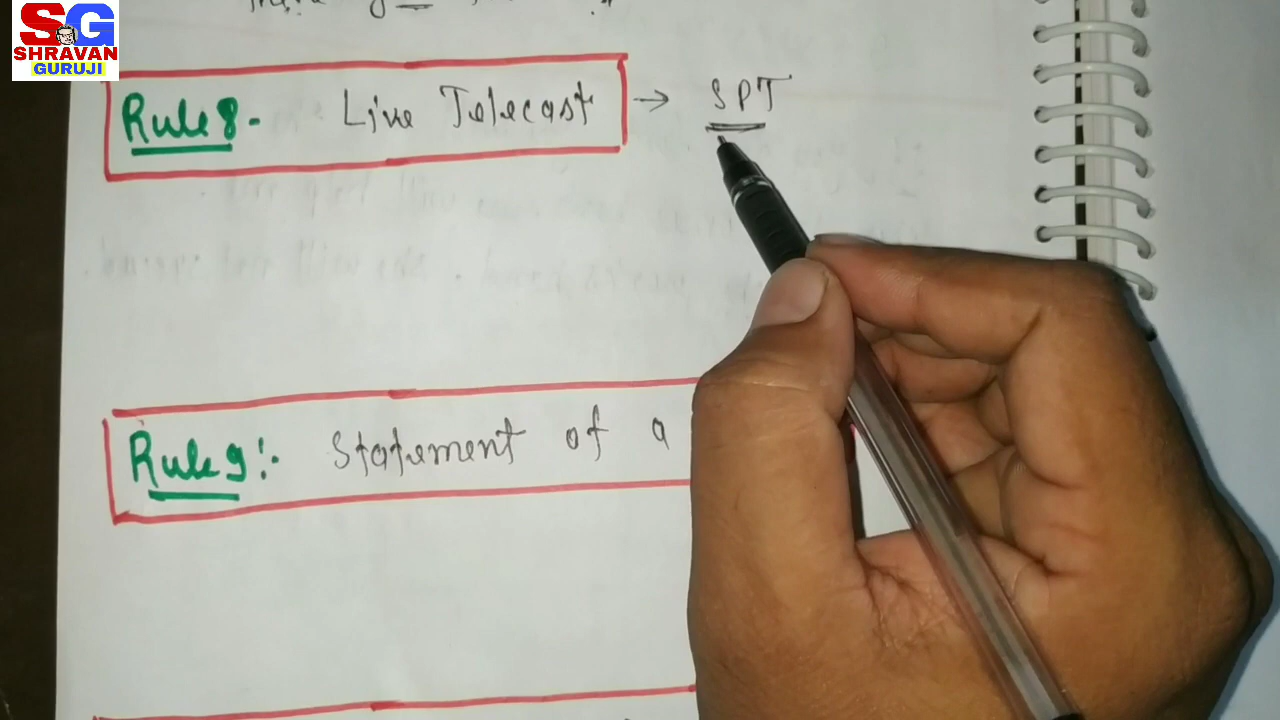 SG
SHRAVAN
GURUJI
Rule 8- Live Telecast → SPT
Rule 9:- Statement of a